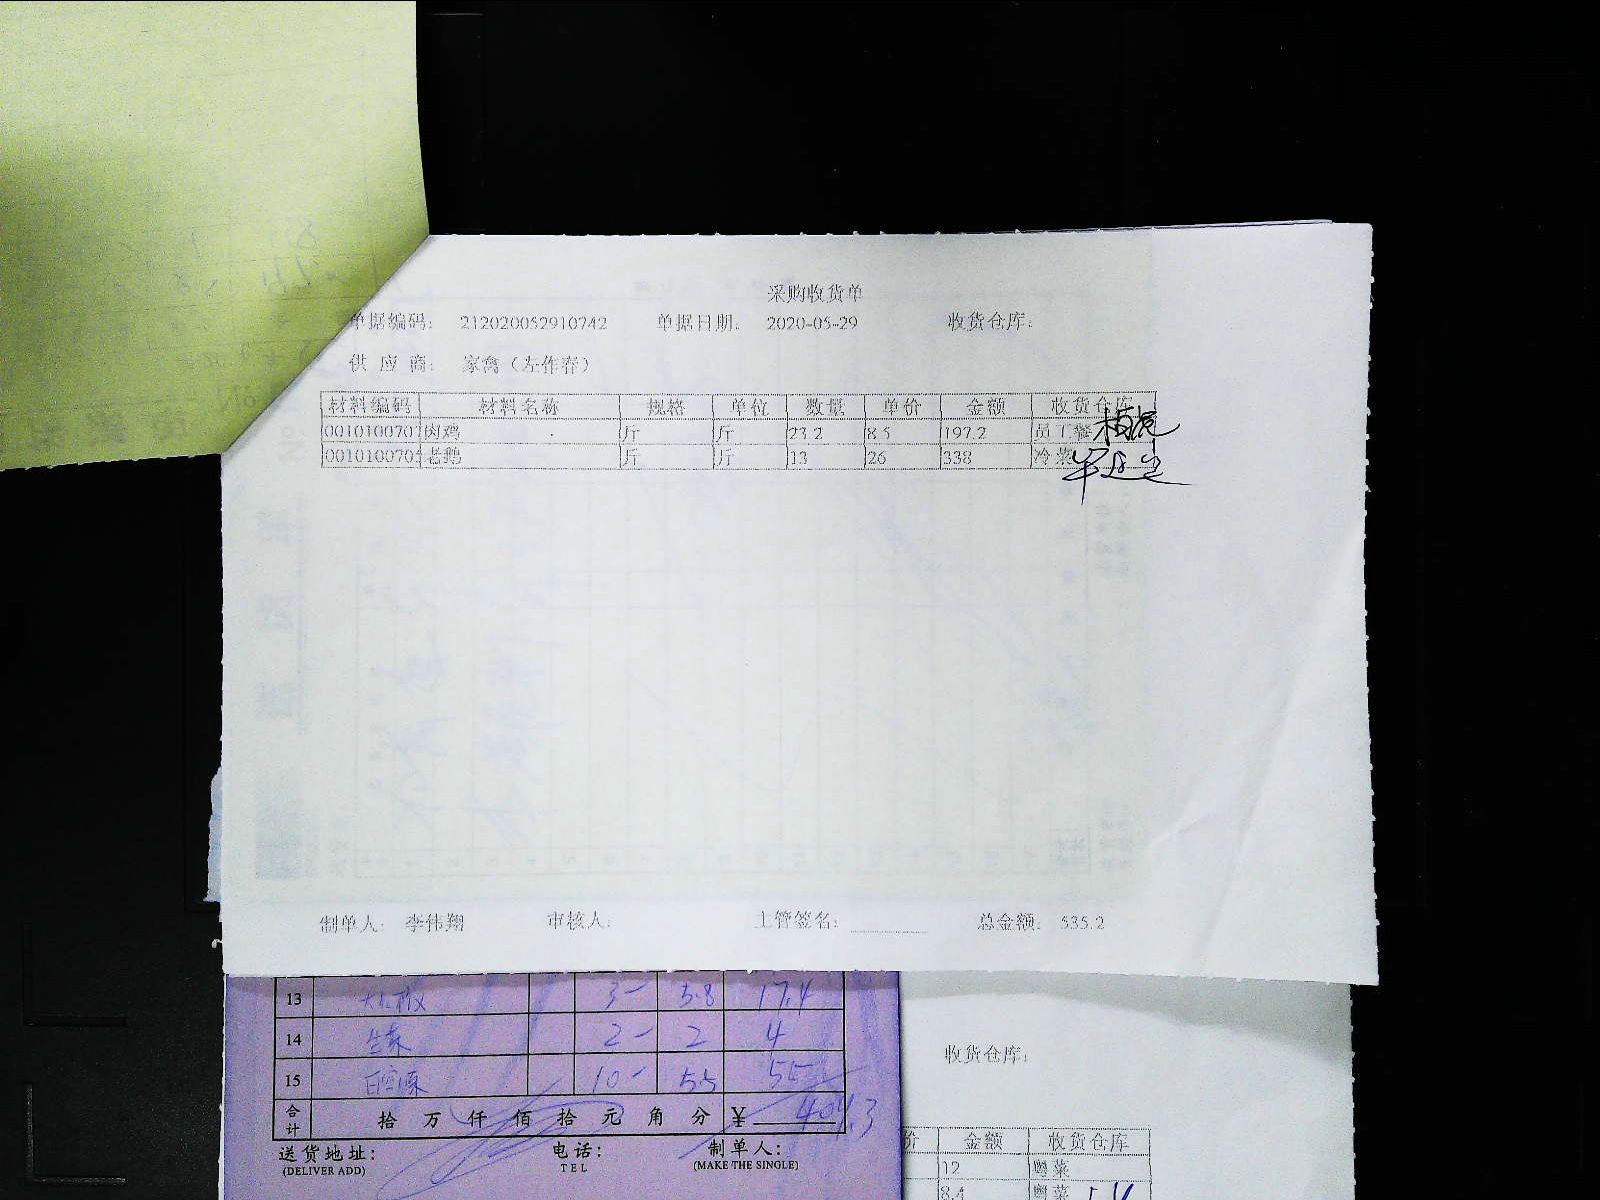 采购收货单
单据编码: 212020052910742 单据日期: 2020-05-29 收货仓库:
供应商: 家禽（左作春）
材料编码 材料名称 规格 单位 数量 单价 金额 收货仓库
0010100707 肉鸡 斤 斤 23.2 8.5 197.2 员工餐
0010100705 老鹅 斤 斤 13 26 338 冷菜
制单人: 李伟翔 审核人: 主管签名: 总金额: 535.2
13 3- 5.8 17.4
14 生菜 2- 2 4
15 10- 5.5 55
合计 拾 万 仟 佰 拾 元 角 分 ¥ 404.3
送货地址: 电话: 制单人:
(DELIVER ADD) TEL (MAKE THE SINGLE)
收货仓库:
价 金额 收货仓库
12 粤菜
8.4 粤菜